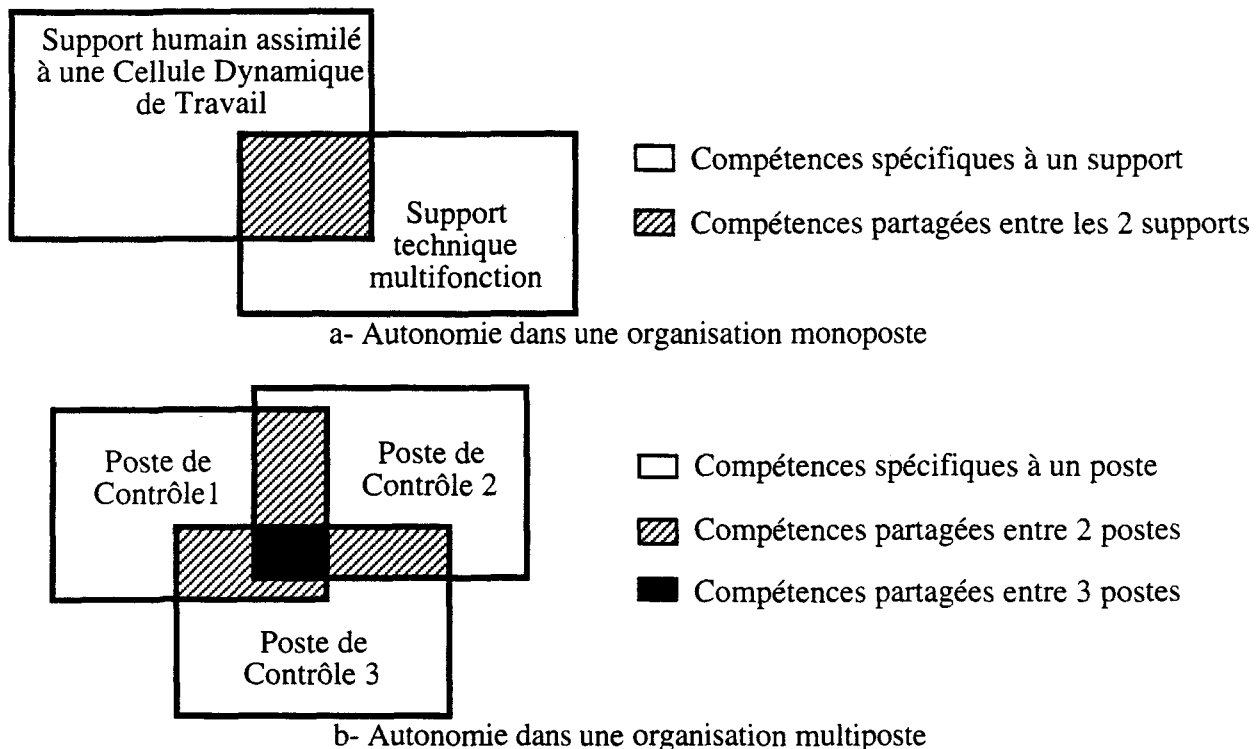 Support humain assimilé
à une Cellule Dynamique
de Travail
Support
technique
multifonction
Compétences spécifiques à un support
Compétences partagées entre les 2 supports
a- Autonomie dans une organisation monoposte
Poste de
Contrôle1
Poste de
Contrôle 2
Poste de
Contrôle 3
Compétences spécifiques à un poste
Compétences partagées entre 2 postes
Compétences partagées entre 3 postes
b- Autonomie dans une organisation multiposte